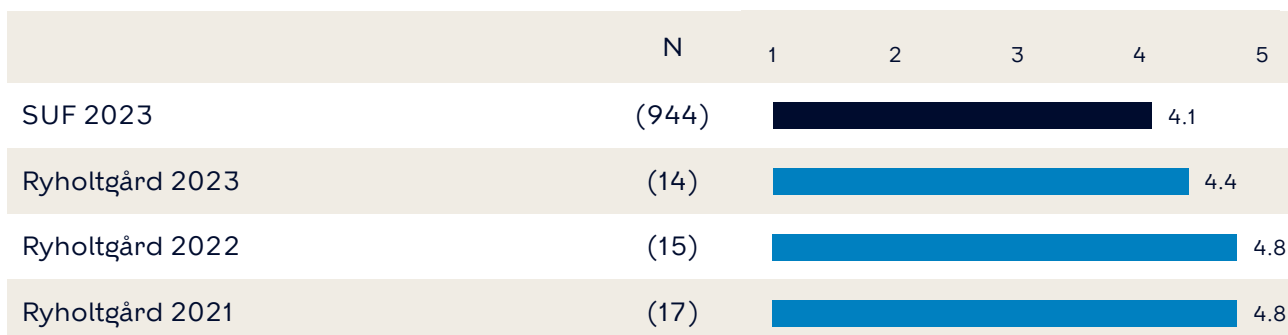 N 1 2 3 4 5
SUF 2023 (944) 4.1
Ryholtgård 2023 (14) 4.4
Ryholtgård 2022 (15) 4.8
Ryholtgård 2021 (17) 4.8